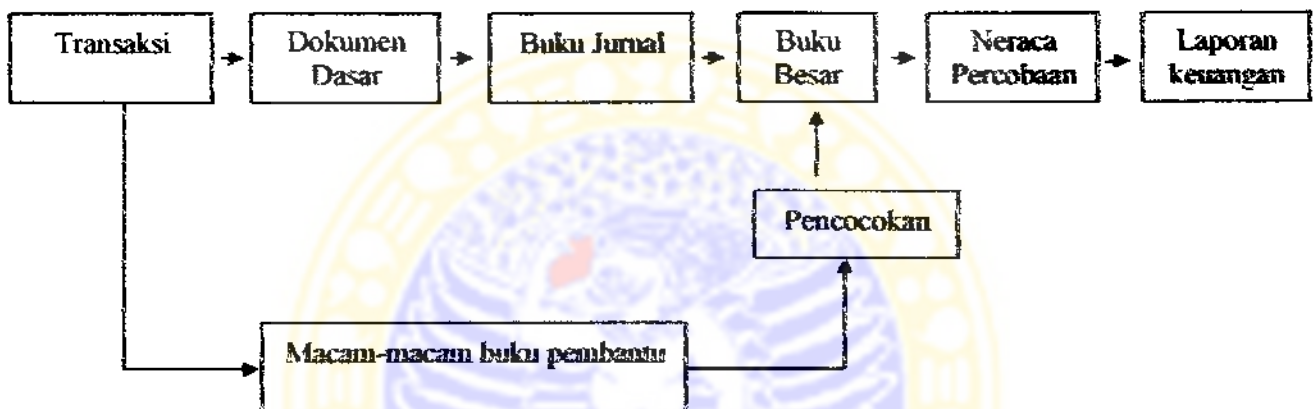 Transaksi
Dokumen
Dasar
Buku Jurnal
Buku
Besar
Neraca
Percobaan
Laporan
keuangan
Pencocokan
Macam-macam buku pembantu